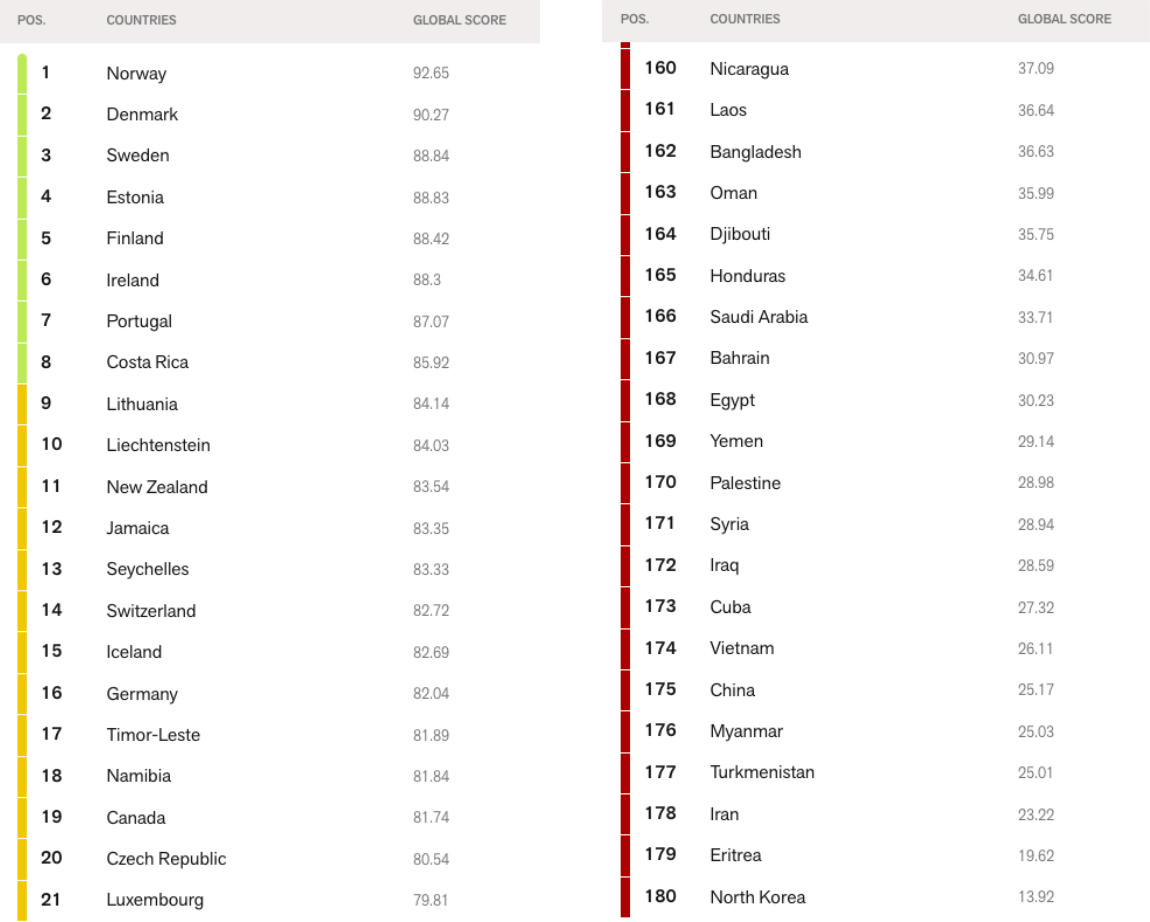 POS. COUNTRIES GLOBAL SCORE
1 Norway 92.65
2 Denmark 90.27
3 Sweden 88.84
4 Estonia 88.83
5 Finland 88.42
6 Ireland 88.3
7 Portugal 87.07
8 Costa Rica 85.92
9 Lithuania 84.14
10 Liechtenstein 84.03
11 New Zealand 83.54
12 Jamaica 83.35
13 Seychelles 83.33
14 Switzerland 82.72
15 Iceland 82.69
16 Germany 82.04
17 Timor-Leste 81.89
18 Namibia 81.84
19 Canada 81.74
20 Czech Republic 80.54
21 Luxembourg 79.81
POS. COUNTRIES GLOBAL SCORE
160 Nicaragua 37.09
161 Laos 36.64
162 Bangladesh 36.63
163 Oman 35.99
164 Djibouti 35.75
165 Honduras 34.61
166 Saudi Arabia 33.71
167 Bahrain 30.97
168 Egypt 30.23
169 Yemen 29.14
170 Palestine 28.98
171 Syria 28.94
172 Iraq 28.59
173 Cuba 27.32
174 Vietnam 26.11
175 China 25.17
176 Myanmar 25.03
177 Turkmenistan 25.01
178 Iran 23.22
179 Eritrea 19.62
180 North Korea 13.92